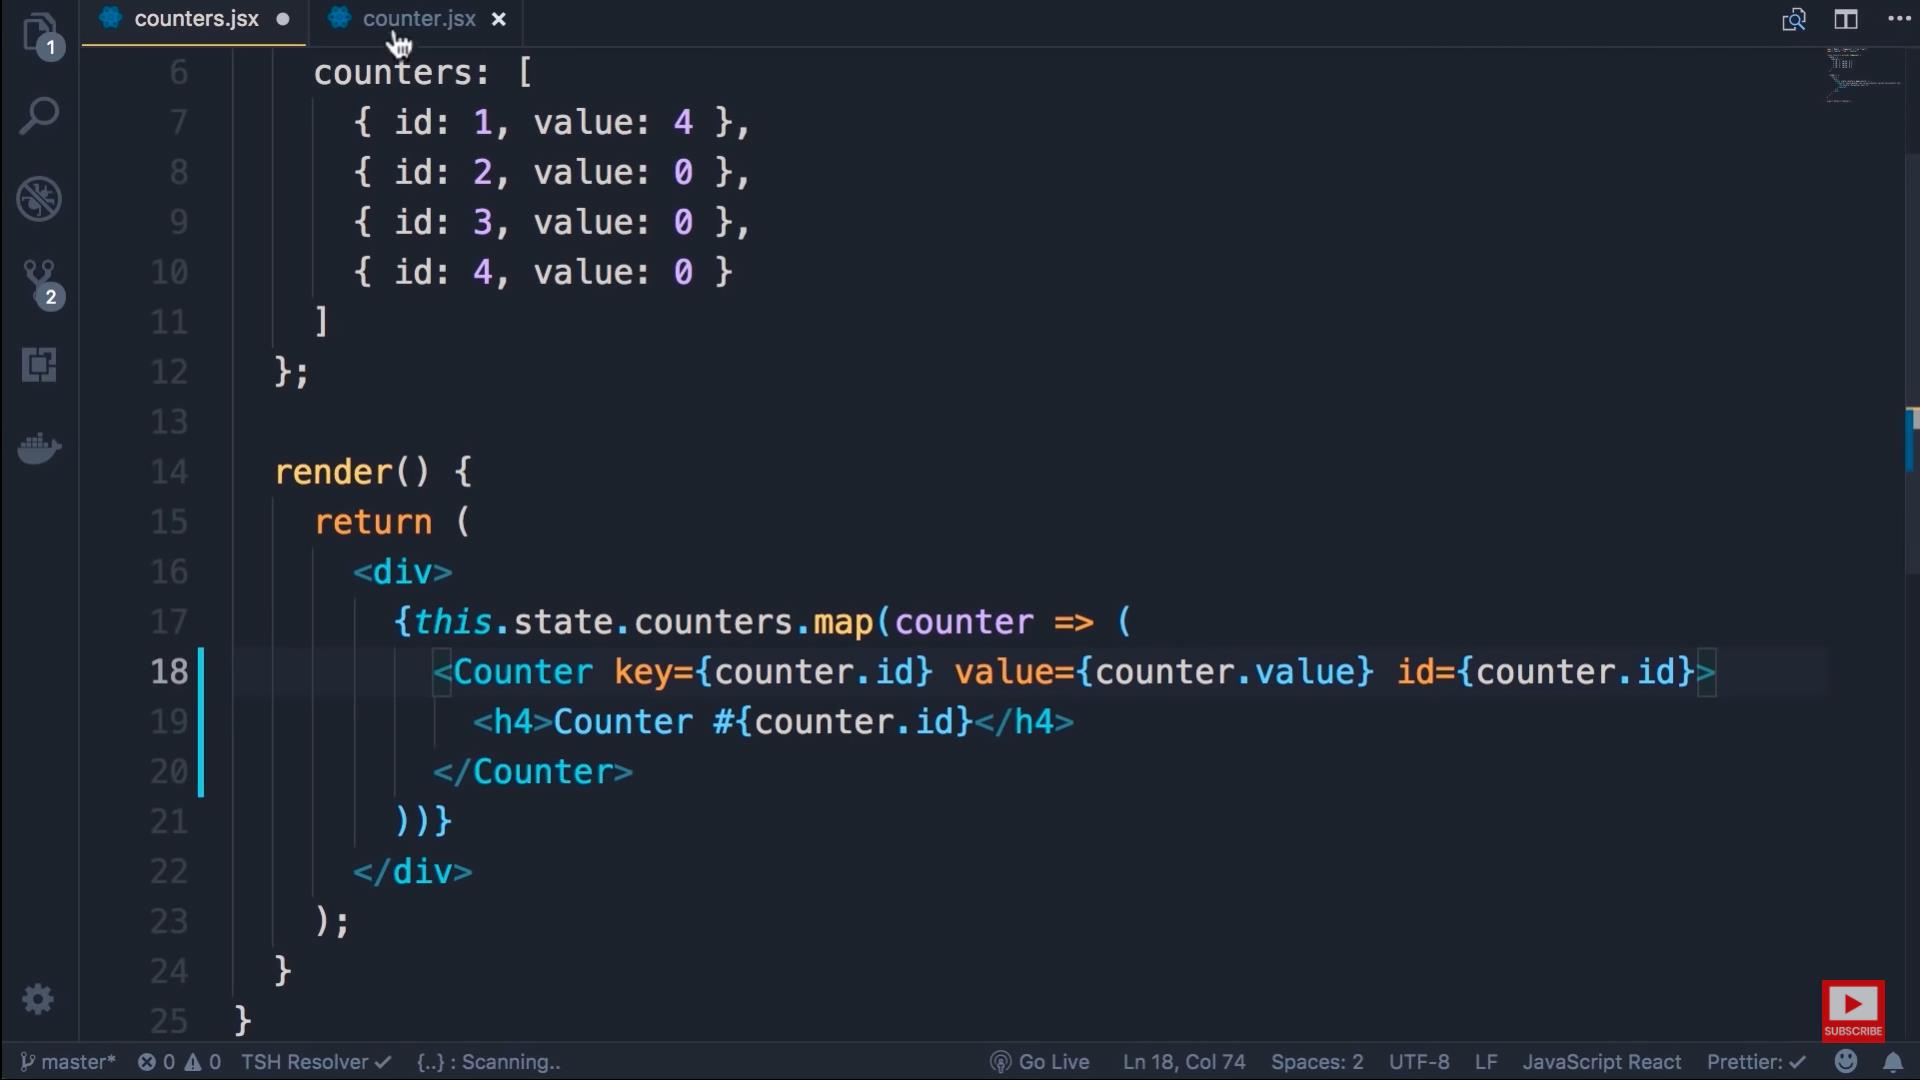 counters.jsx counter.jsx
1
2
6 counters: [
7 { id: 1, value: 4 },
8 { id: 2, value: 0 },
9 { id: 3, value: 0 },
10 { id: 4, value: 0 }
11 ]
12 };
13
14 render() {
15 return (
16 <div>
17 {this.state.counters.map(counter => (
18 <Counter key={counter.id} value={counter.value} id={counter.id}>
19 <h4>Counter #{counter.id}</h4>
20 </Counter>
21 ))}
22 </div>
23 );
24 }
25 }
SUBSCRIBE
master* 0 0 TSH Resolver ✓ {..} : Scanning.. Go Live Ln 18, Col 74 Spaces: 2 UTF-8 LF JavaScript React Prettier: ✓